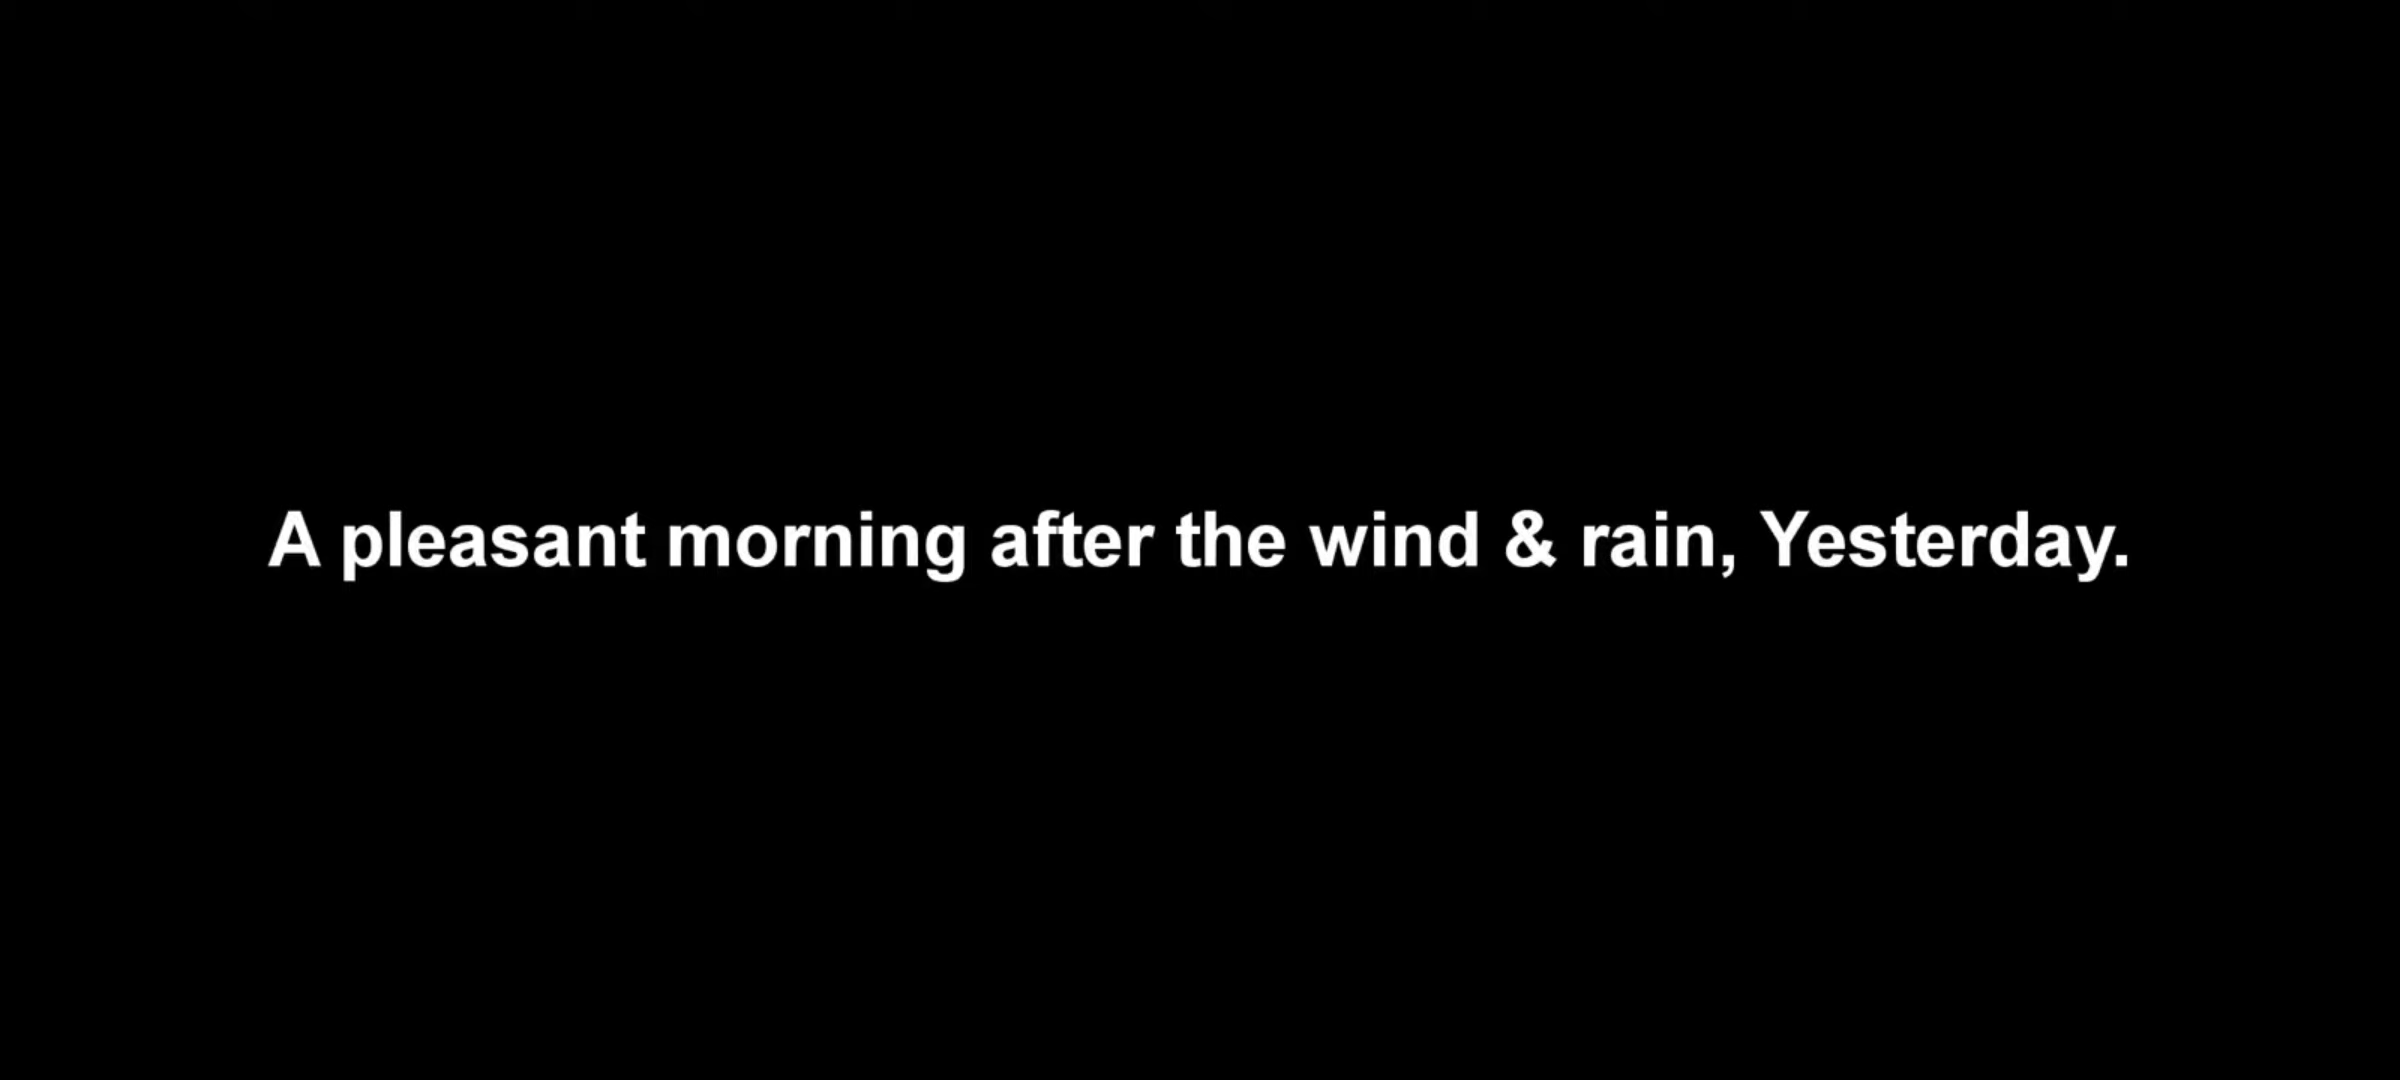 A pleasant morning after the wind & rain, Yesterday.